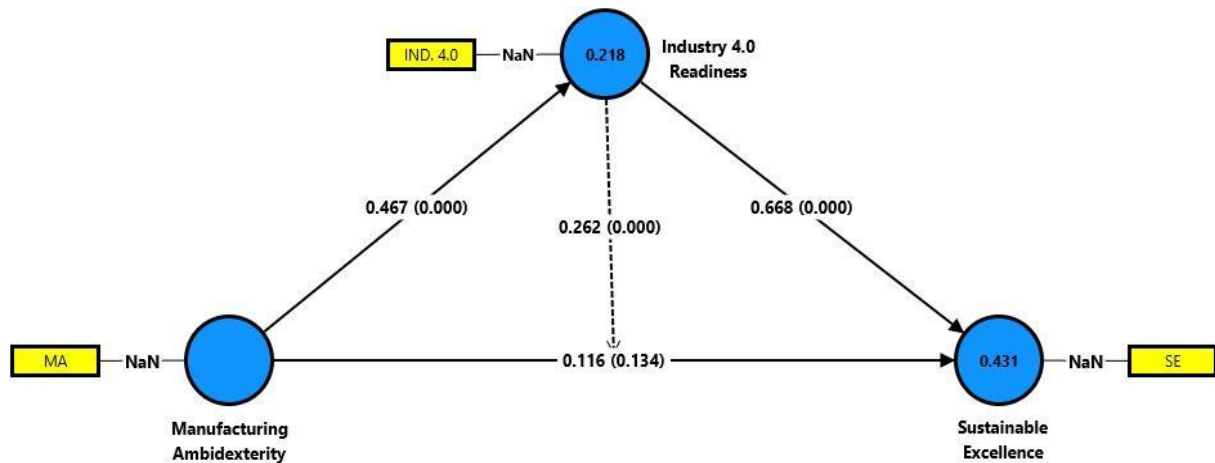 IND. 4.0
NaN
0.218
Industry 4.0
Readiness
0.467 (0.000)
0.262 (0.000)
0.668 (0.000)
MA
NaN
0.116 (0.134)
0.431
NaN
SE
Manufacturing
Ambidexterity
Sustainable
Excellence